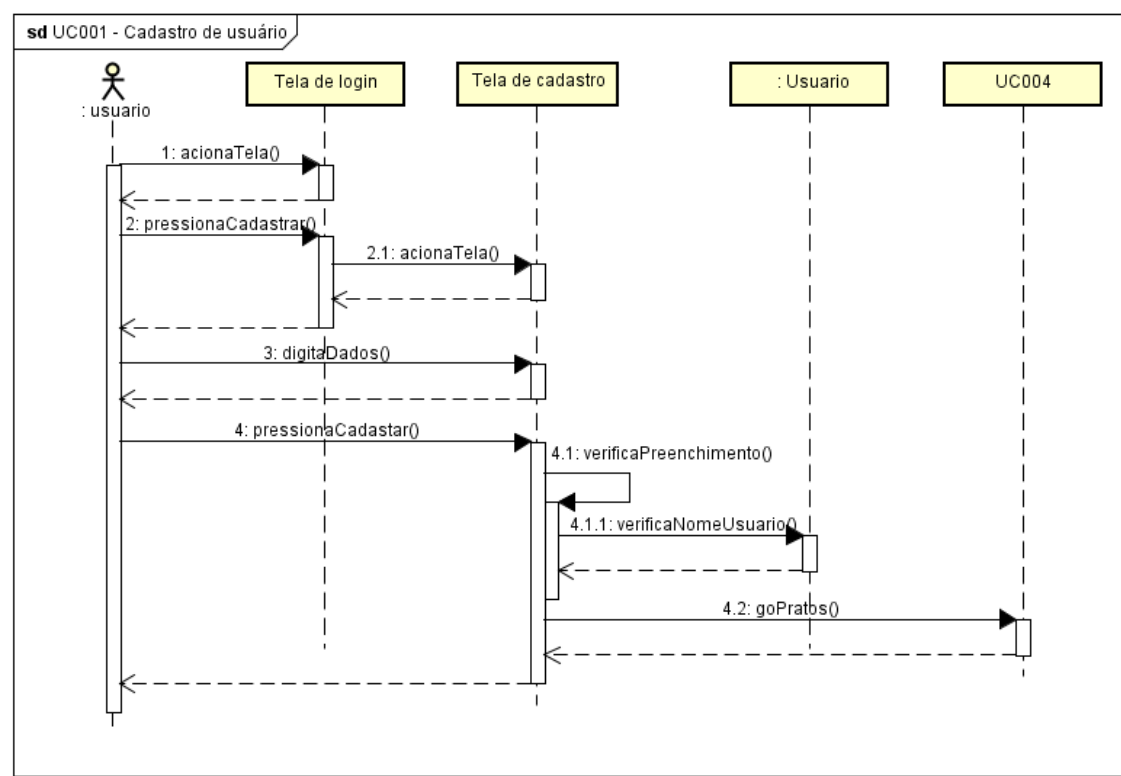 sd UC001 - Cadastro de usuário
: usuario
Tela de login
Tela de cadastro
: Usuario
UC004
1: acionaTela()
2: pressionaCadastrar()
2.1: acionaTela()
3: digitaDados()
4: pressionaCadastar()
4.1: verificaPreenchimento()
4.1.1: verificaNomeUsuario()
4.2: goPratos()